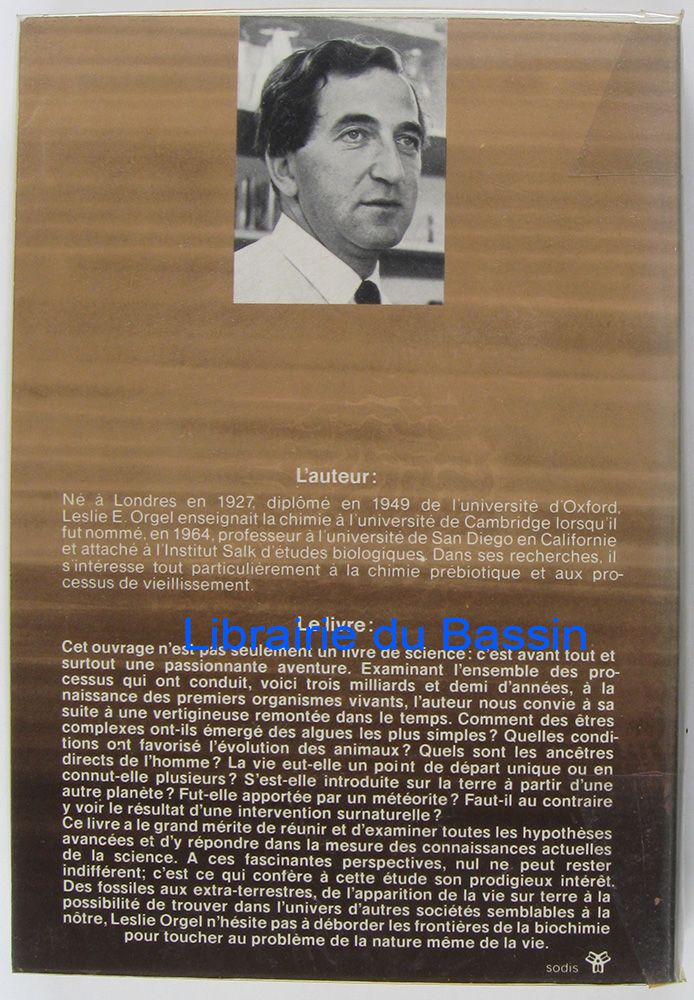 L'auteur :
Né à Londres en 1927, diplômé en 1949 de l'université d'Oxford,
Leslie E. Orgel enseignait la chimie à l'université de Cambridge lorsqu'il
fut nommé, en 1964, professeur à l'université de San Diego en Californie
et attaché à l'Institut Salk d'études biologiques. Dans ses recherches, il
s'intéresse tout particulièrement à la chimie prébiotique et aux pro-
cessus de vieillissement.
Le livre :
Librairie du Bassin
Cet ouvrage n'est pas seulement un livre de science : c'est avant tout et
surtout une passionnante aventure. Examinant l'ensemble des pro-
cessus qui ont conduit, voici trois milliards et demi d'années, à la
naissance des premiers organismes vivants, l'auteur nous convie à sa
suite à une vertigineuse remontée dans le temps. Comment des êtres
complexes ont-ils émergé des algues les plus simples ? Quelles condi-
tions ont favorisé l'évolution des animaux ? Quels sont les ancêtres
directs de l'homme ? La vie eut-elle un point de départ unique ou en
connut-elle plusieurs ? S'est-elle introduite sur la terre à partir d'une
autre planète ? Fut-elle apportée par un météorite ? Faut-il au contraire
y voir le résultat d'une intervention surnaturelle ?
Ce livre a le grand mérite de réunir et d'examiner toutes les hypothèses
avancées et d'y répondre dans la mesure des connaissances actuelles
de la science. A ces fascinantes perspectives, nul ne peut rester
indifférent; c'est ce qui confère à cette étude son prodigieux intérêt.
Des fossiles aux extra-terrestres, de l'apparition de la vie sur terre à la
possibilité de trouver dans l'univers d'autres sociétés semblables à la
nôtre, Leslie Orgel n'hésite pas à déborder les frontières de la biochimie
pour toucher au problème de la nature même de la vie.
sodis